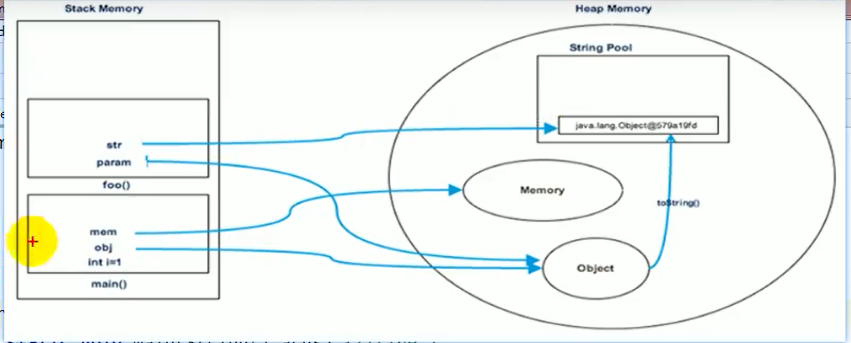 Stack Memory
Heap Memory
String Pool
java.lang.Object@579a19fd
str
param
foo()
Memory
toString()
mem
obj
int i=1
Object
main()